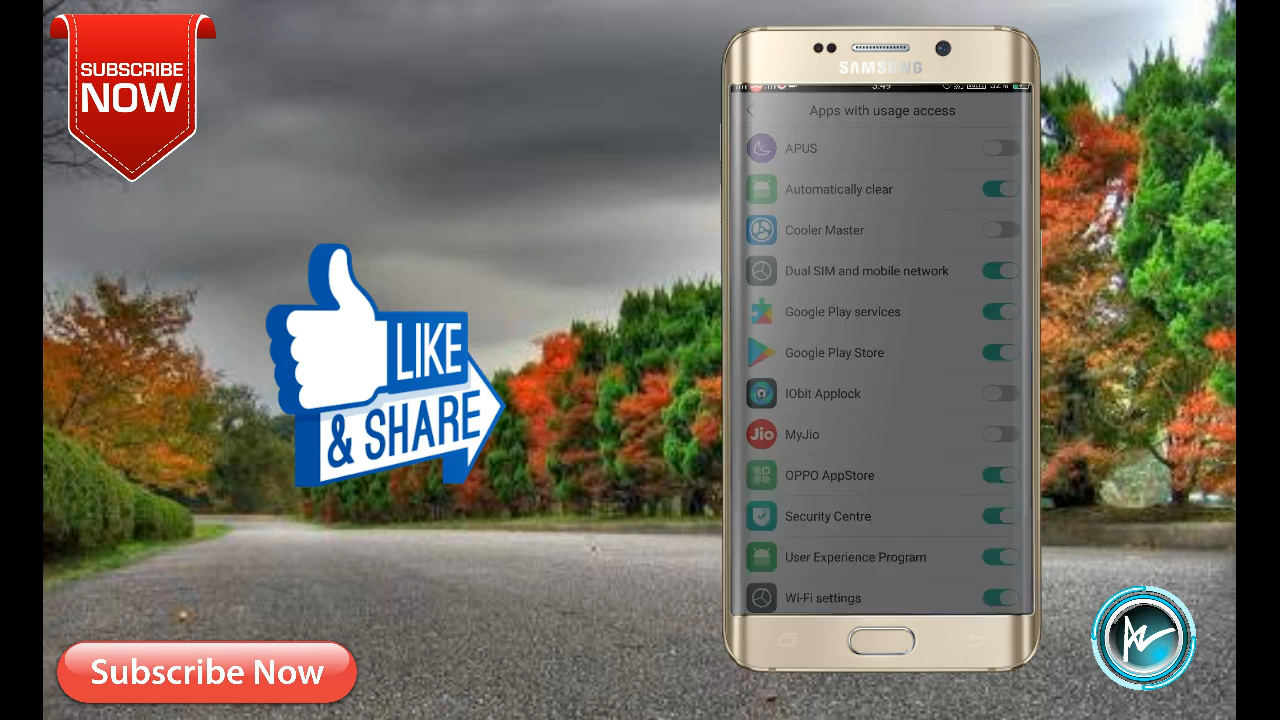 SUBSCRIBE
NOW
LIKE
& SHARE
Subscribe Now
SAMSUNG
3:49
Apps with usage access
APUS
Automatically clear
Cooler Master
Dual SIM and mobile network
Google Play services
Google Play Store
IObit Applock
Jio MyJio
OPPO AppStore
Security Centre
User Experience Program
Wi-Fi settings